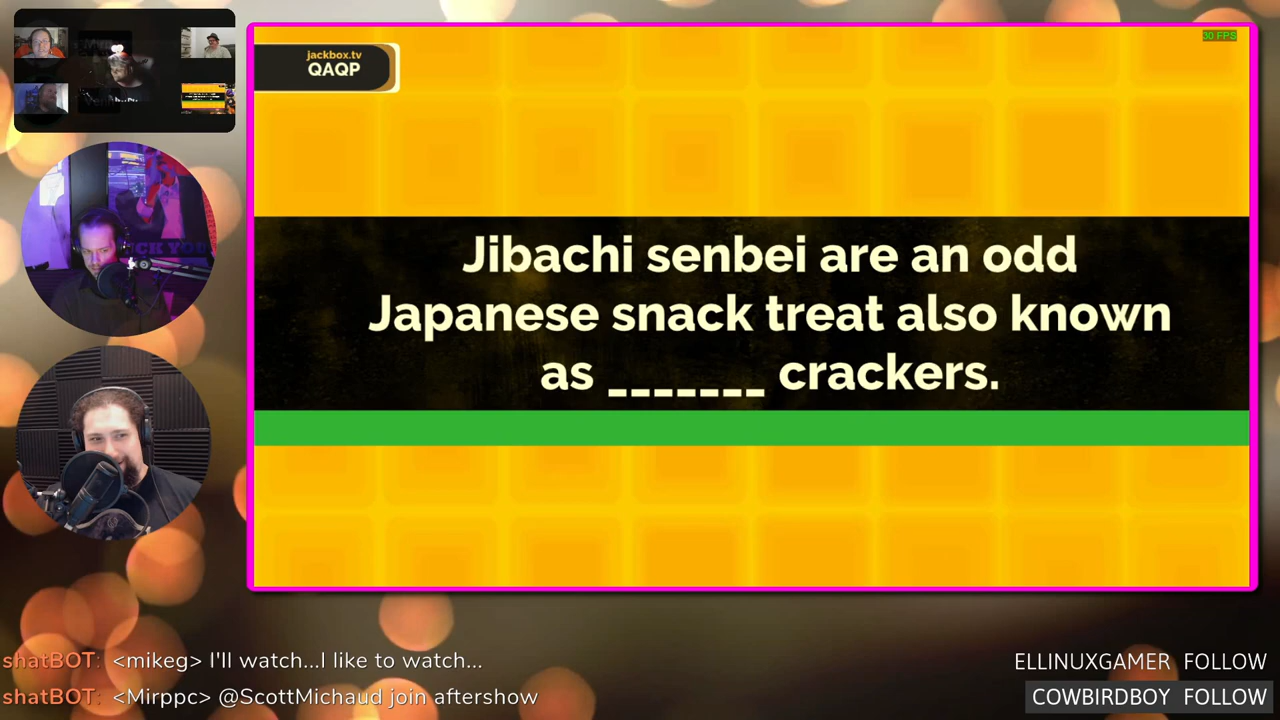 jackbox.tv
QAQP
30 FPS
Jibachi senbei are an odd
Japanese snack treat also known
as _______ crackers.
shatBOT: <mikeg> I'll watch...I like to watch...
shatBOT: <Mirppc> @ScottMichaud join aftershow
ELLINUXGAMER FOLLOW
COWBIRDBOY FOLLOW